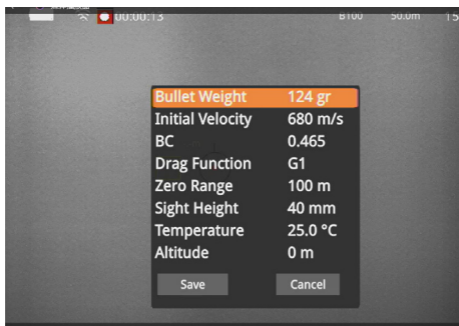 00:00:13 B100 50.0m 15
Bullet Weight 124 gr
Initial Velocity 680 m/s
BC 0.465
Drag Function G1
Zero Range 100 m
Sight Height 40 mm
Temperature 25.0 °C
Altitude 0 m
Save Cancel